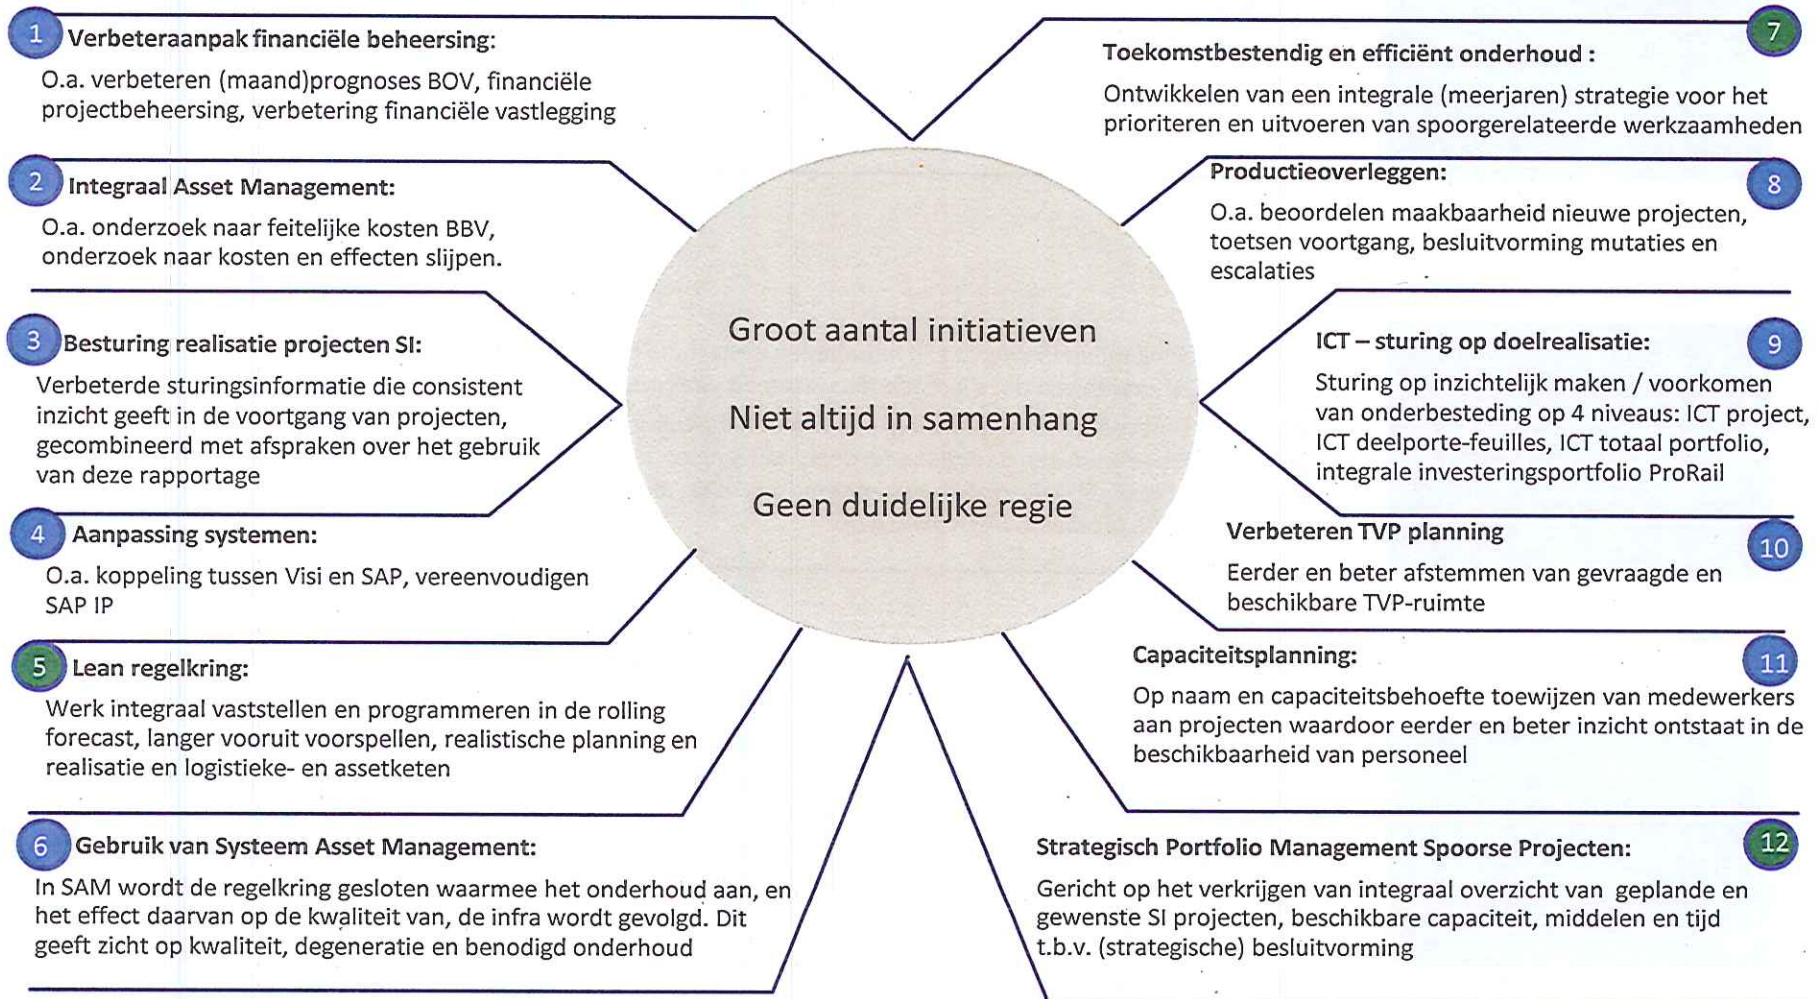 1
Verbeteraanpak financiële beheersing:
O.a. verbeteren (maand)prognoses BOV, financiële
projectbeheersing, verbetering financiële vastlegging
2
Integraal Asset Management:
O.a. onderzoek naar feitelijke kosten BBV,
onderzoek naar kosten en effecten slijpen.
3
Besturing realisatie projecten SI:
Verbeterde sturingsinformatie die consistent
inzicht geeft in de voortgang van projecten,
gecombineerd met afspraken over het gebruik
van deze rapportage
4
Aanpassing systemen:
O.a. koppeling tussen Visi en SAP, vereenvoudigen
SAP IP
5
Lean regelkring:
Werk integraal vaststellen en programmeren in de rolling
forecast, langer vooruit voorspellen, realistische planning en
realisatie en logistieke- en assetketen
6
Gebruik van Systeem Asset Management:
In SAM wordt de regelkring gesloten waarmee het onderhoud aan, en
het effect daarvan op de kwaliteit van, de infra wordt gevolgd. Dit
geeft zicht op kwaliteit, degeneratie en benodigd onderhoud
Groot aantal initiatieven
Niet altijd in samenhang
Geen duidelijke regie
7
Toekomstbestendig en efficiënt onderhoud :
Ontwikkelen van een integrale (meerjaren) strategie voor het
prioriteren en uitvoeren van spoorgerelateerde werkzaamheden
8
Productieoverleggen:
O.a. beoordelen maakbaarheid nieuwe projecten,
toetsen voortgang, besluitvorming mutaties en
escalaties
9
ICT – sturing op doelrealisatie:
Sturing op inzichtelijk maken / voorkomen
van onderbesteding op 4 niveaus: ICT project,
ICT deelporte-feuilles, ICT totaal portfolio,
integrale investeringsportfolio ProRail
10
Verbeteren TVP planning
Eerder en beter afstemmen van gevraagde en
beschikbare TVP-ruimte
11
Capaciteitsplanning:
Op naam en capaciteitsbehoefte toewijzen van medewerkers
aan projecten waardoor eerder en beter inzicht ontstaat in de
beschikbaarheid van personeel
12
Strategisch Portfolio Management Spoorse Projecten:
Gericht op het verkrijgen van integraal overzicht van geplande en
gewenste SI projecten, beschikbare capaciteit, middelen en tijd
t.b.v. (strategische) besluitvorming